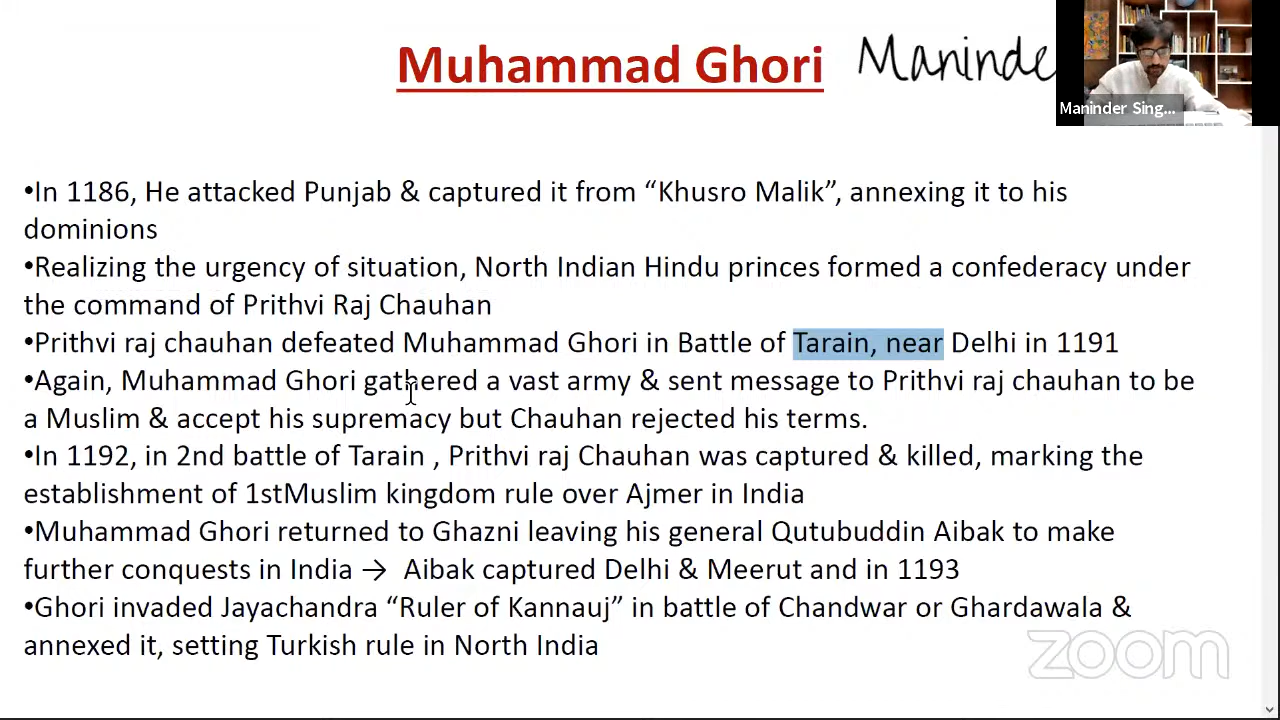 Muhammad Ghori Maninde
Maninder Sing...
•In 1186, He attacked Punjab & captured it from “Khusro Malik”, annexing it to his
dominions
•Realizing the urgency of situation, North Indian Hindu princes formed a confederacy under
the command of Prithvi Raj Chauhan
•Prithvi raj chauhan defeated Muhammad Ghori in Battle of Tarain, near Delhi in 1191
•Again, Muhammad Ghori gathered a vast army & sent message to Prithvi raj chauhan to be
a Muslim & accept his supremacy but Chauhan rejected his terms.
•In 1192, in 2nd battle of Tarain , Prithvi raj Chauhan was captured & killed, marking the
establishment of 1stMuslim kingdom rule over Ajmer in India
•Muhammad Ghori returned to Ghazni leaving his general Qutubuddin Aibak to make
further conquests in India → Aibak captured Delhi & Meerut and in 1193
•Ghori invaded Jayachandra “Ruler of Kannauj” in battle of Chandwar or Ghardawala &
annexed it, setting Turkish rule in North India
zoom